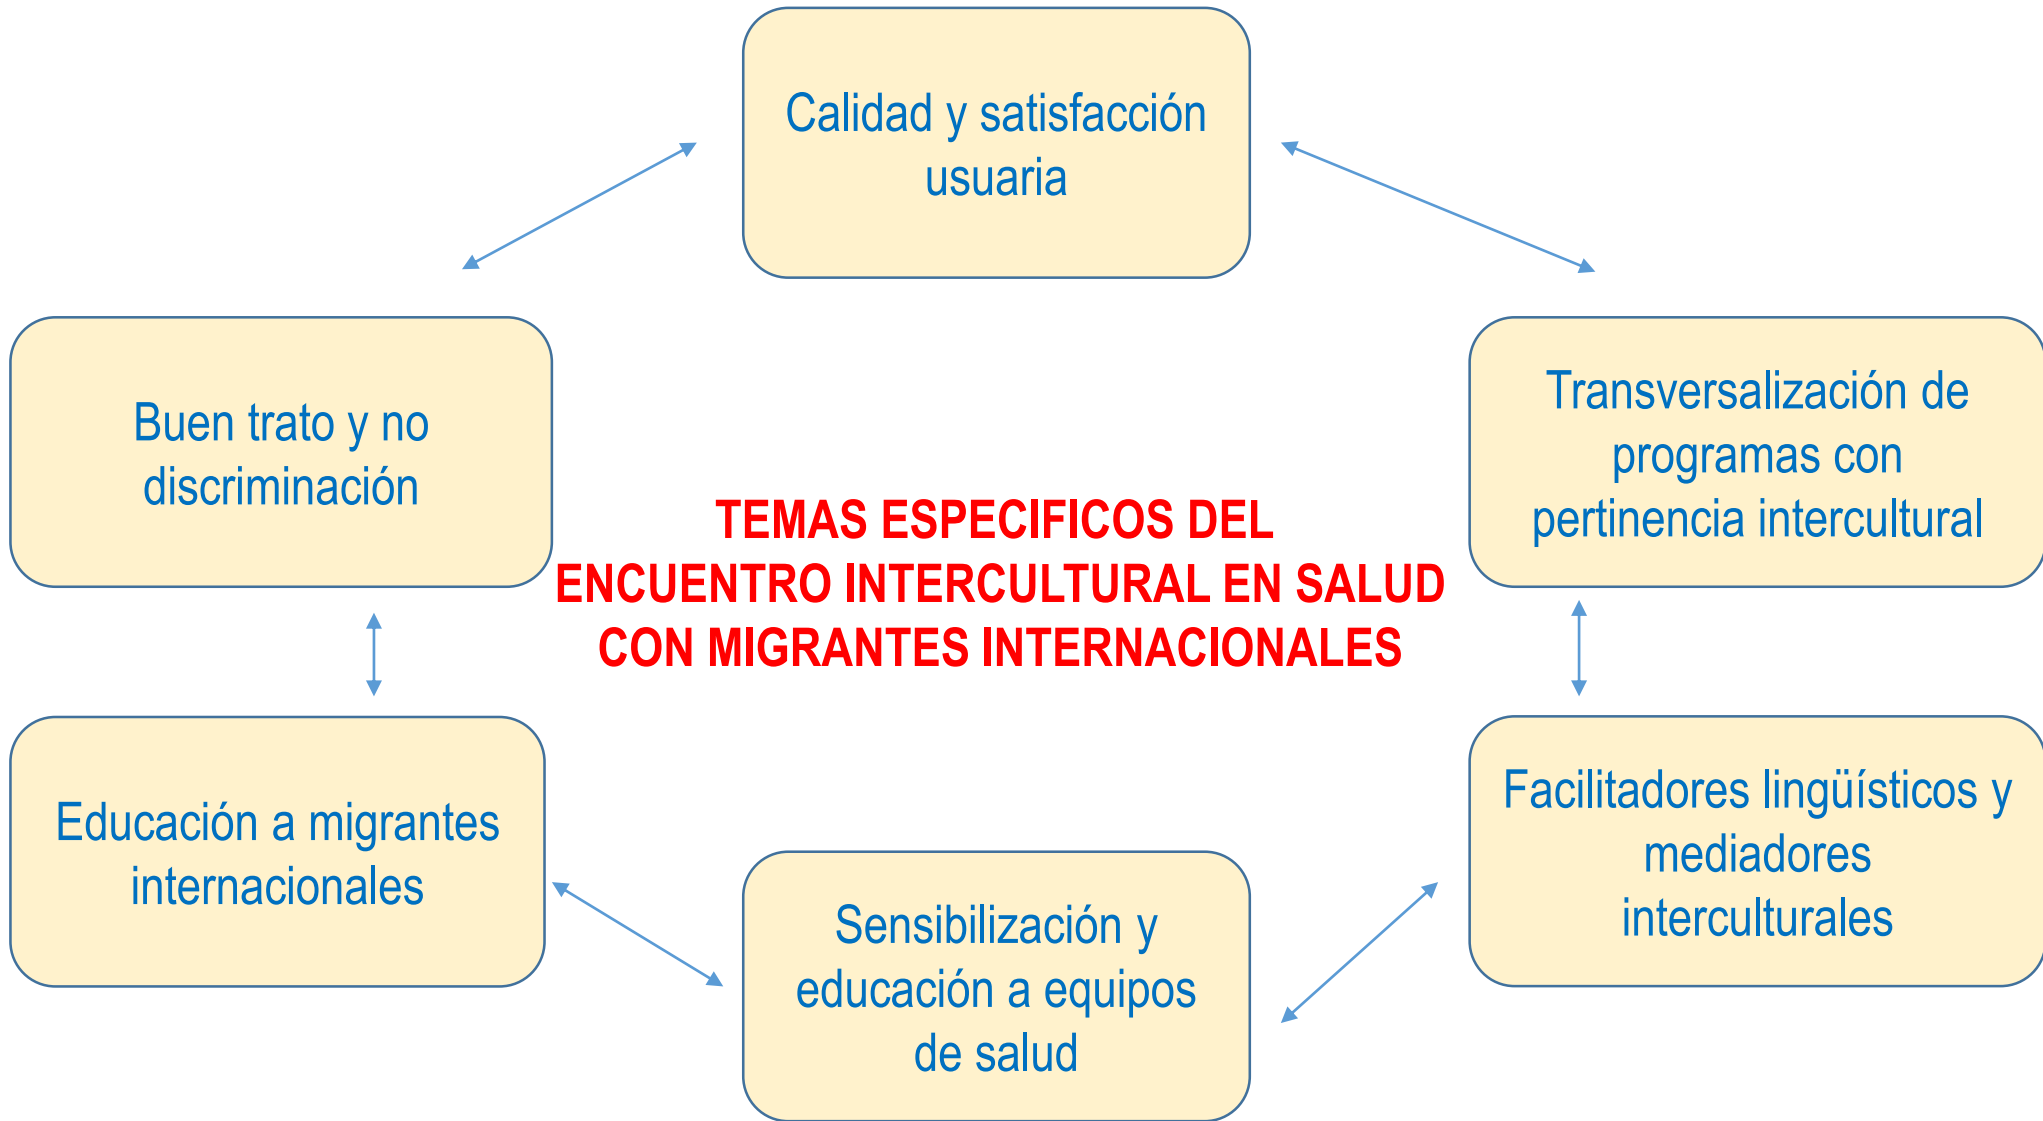 Calidad y satisfacción
usuaria
Buen trato y no
discriminación
Transversalización de
programas con
pertinencia intercultural
TEMAS ESPECIFICOS DEL
ENCUENTRO INTERCULTURAL EN SALUD
CON MIGRANTES INTERNACIONALES
Educación a migrantes
internacionales
Facilitadores lingüísticos y
mediadores
interculturales
Sensibilización y
educación a equipos
de salud